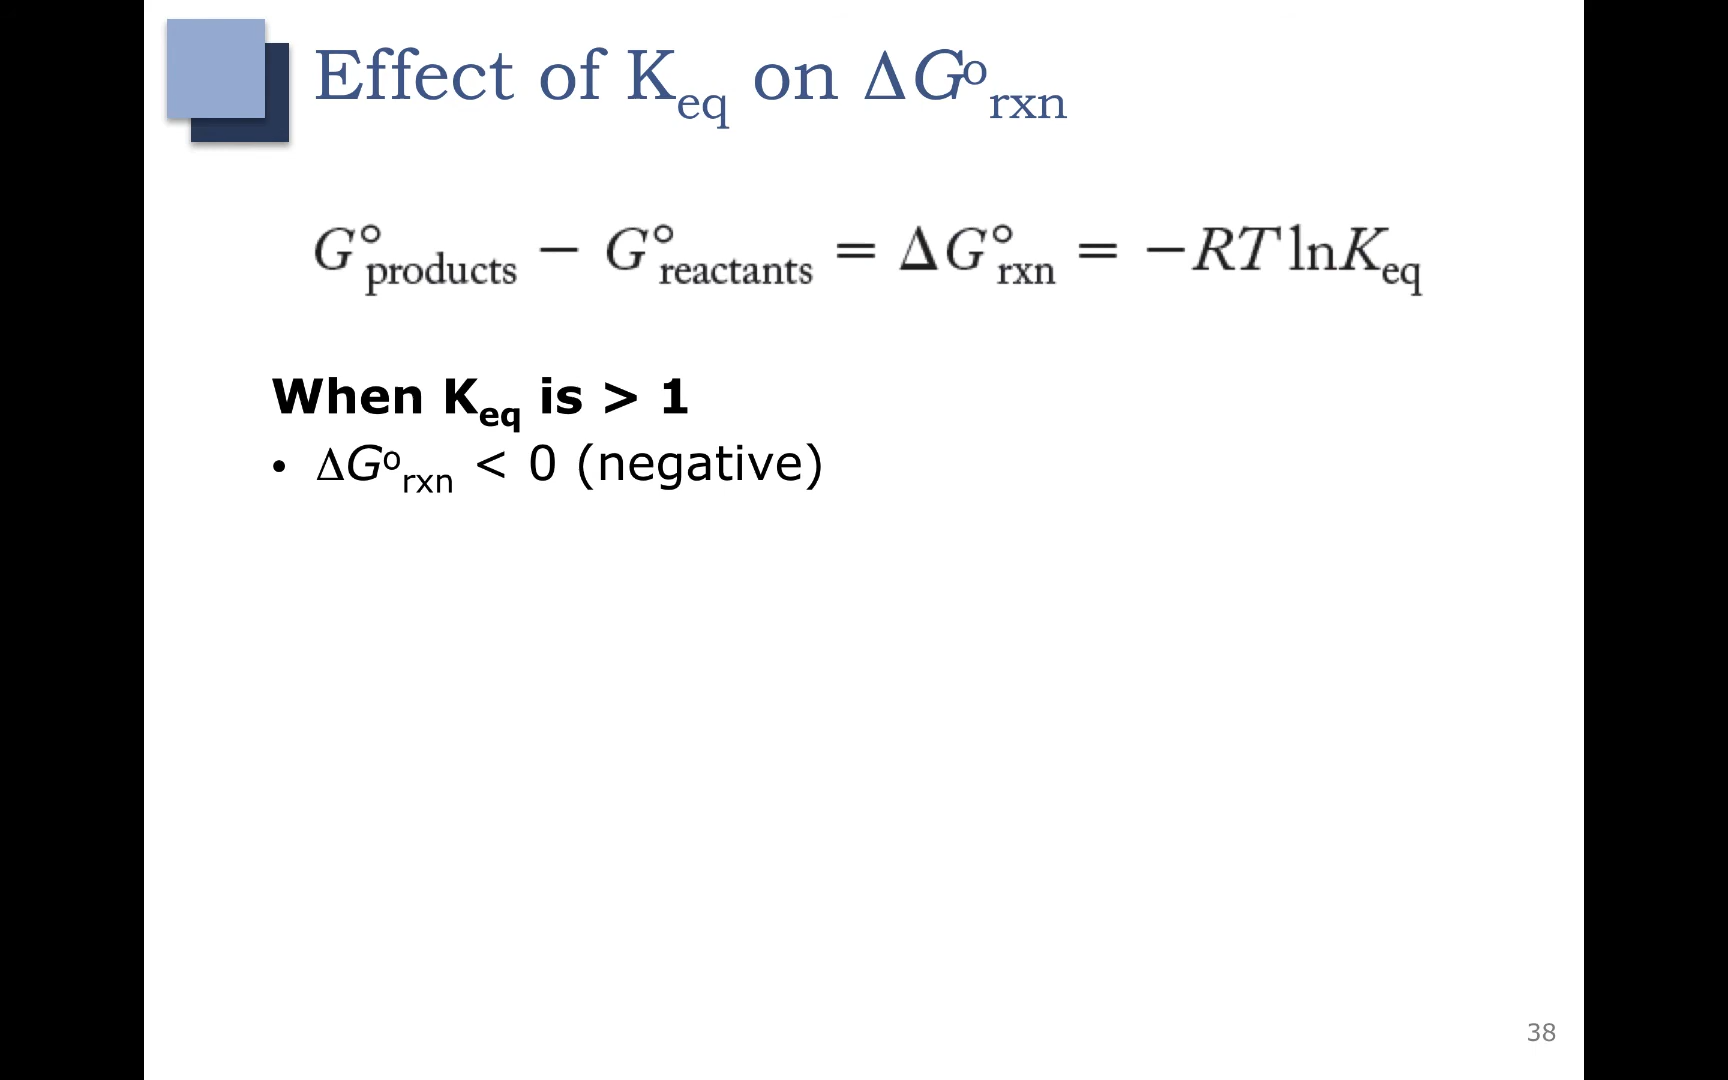 Effect of Keq on ΔGorxn
G°products − G°reactants = ΔG°rxn = −RT lnKeq
When Keq is > 1
• ΔGorxn < 0 (negative)
38